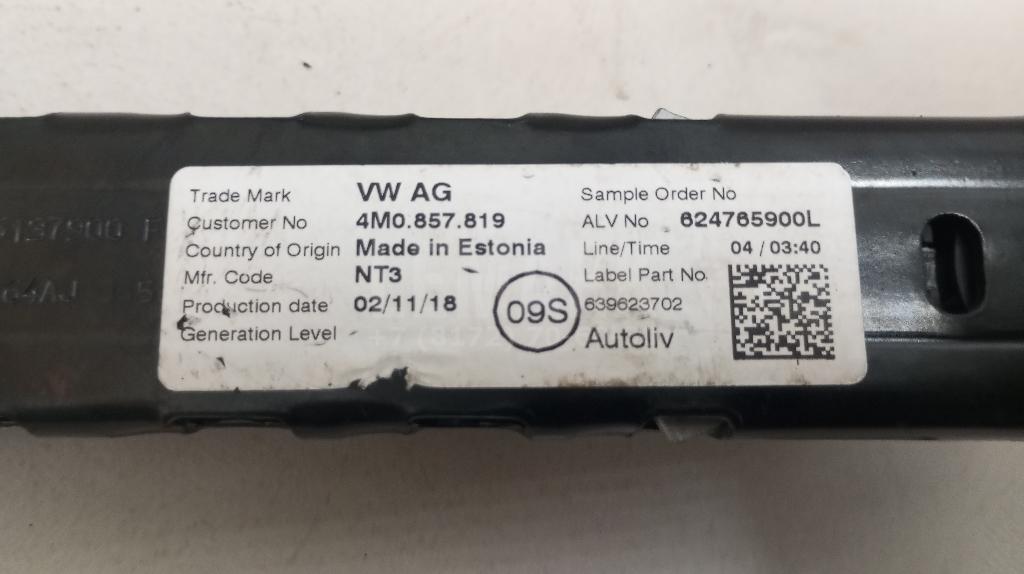 Trade Mark VW AG
Customer No 4M0.857.819
Country of Origin Made in Estonia
Mfr. Code NT3
Production date 02/11/18
Generation Level
09S
Sample Order No
ALV No 624765900L
Line/Time 04 / 03:40
Label Part No
639623702
Autoliv